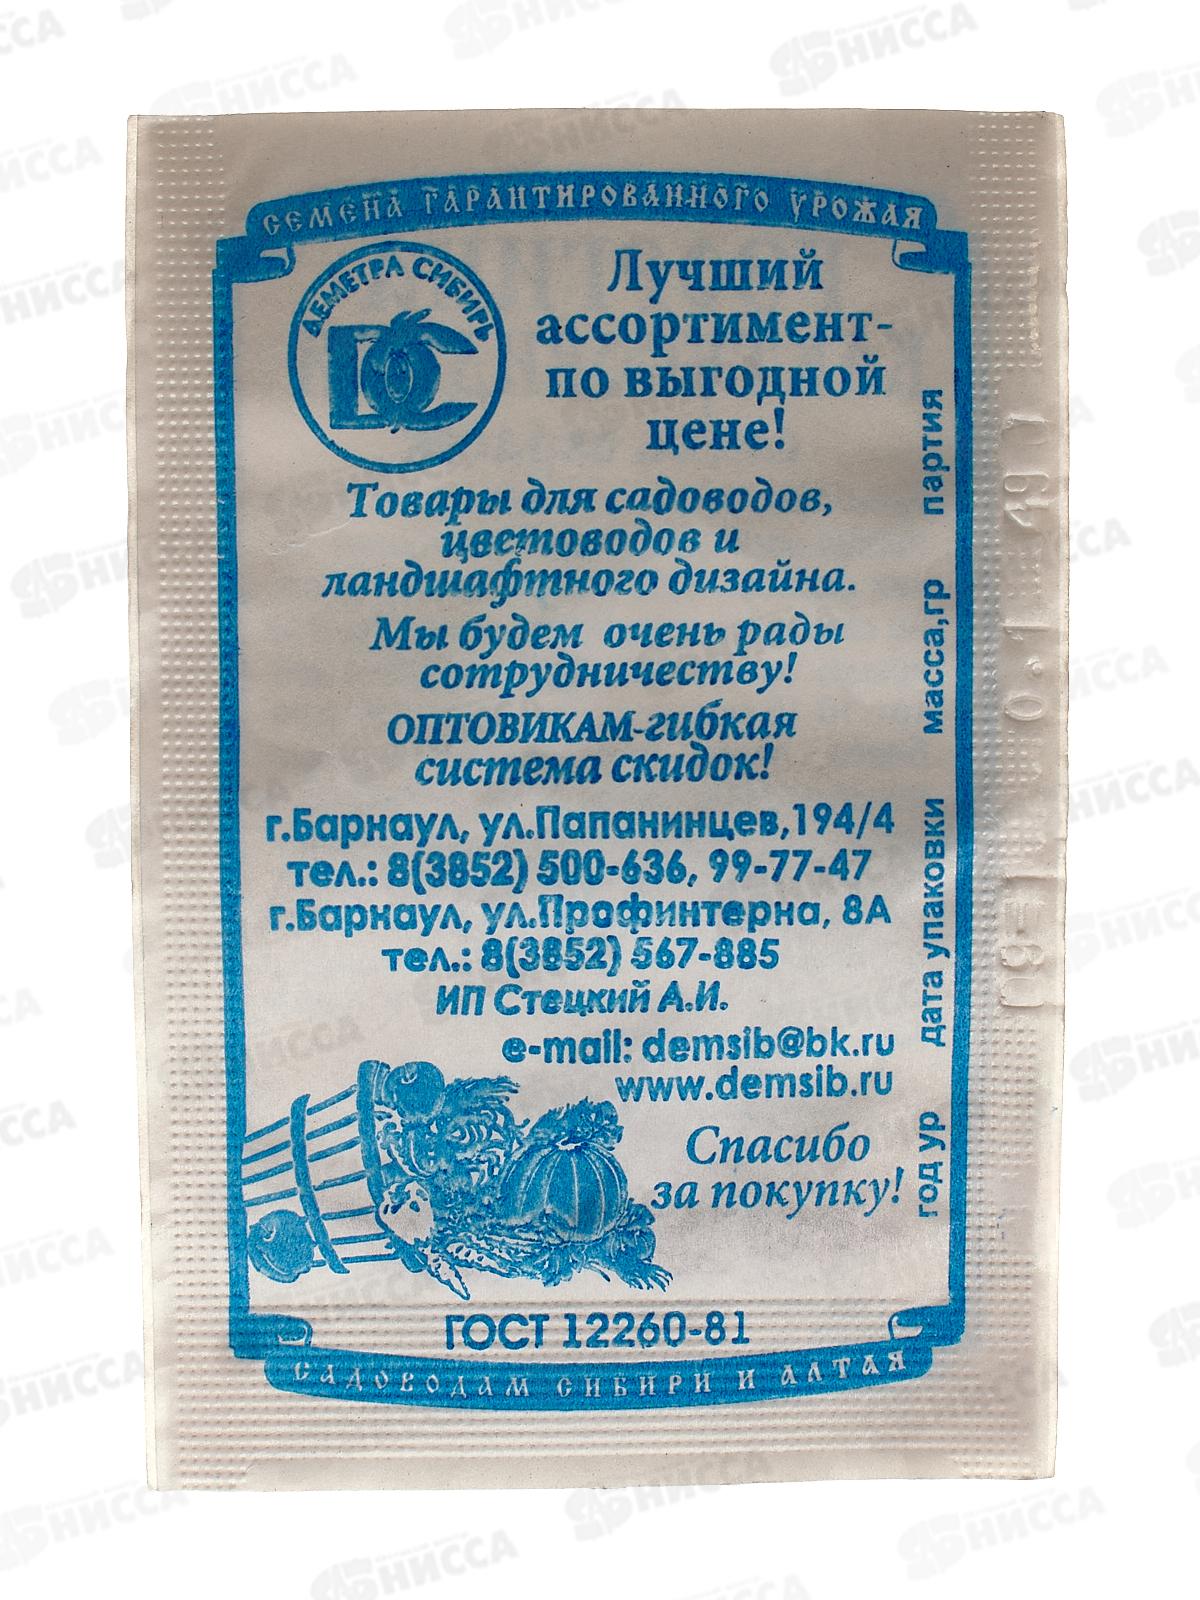 СЕМЕНА ГАРАНТИРОВАННОГО УРОЖАЯ
ДЕМЕТРА СИБИРЬ
ДС
Лучший
ассортимент-
по выгодной
цене!
Товары для садоводов,
цветоводов и
ландшафтного дизайна.
Мы будем очень рады
сотрудничеству!
ОПТОВИКАМ-гибкая
система скидок!
г.Барнаул, ул.Папанинцев,194/4
тел.: 8(3852) 500-636, 99-77-47
г.Барнаул, ул.Профинтерна, 8А
тел.: 8(3852) 567-885
ИП Стецкий А.И.
e-mail: demsib@bk.ru
www.demsib.ru
Спасибо
за покупку!
год ур дата упаковки масса,гр партия
ГОСТ 12260-81
САДОВОДАМ СИБИРИ И АЛТАЯ
НИССА